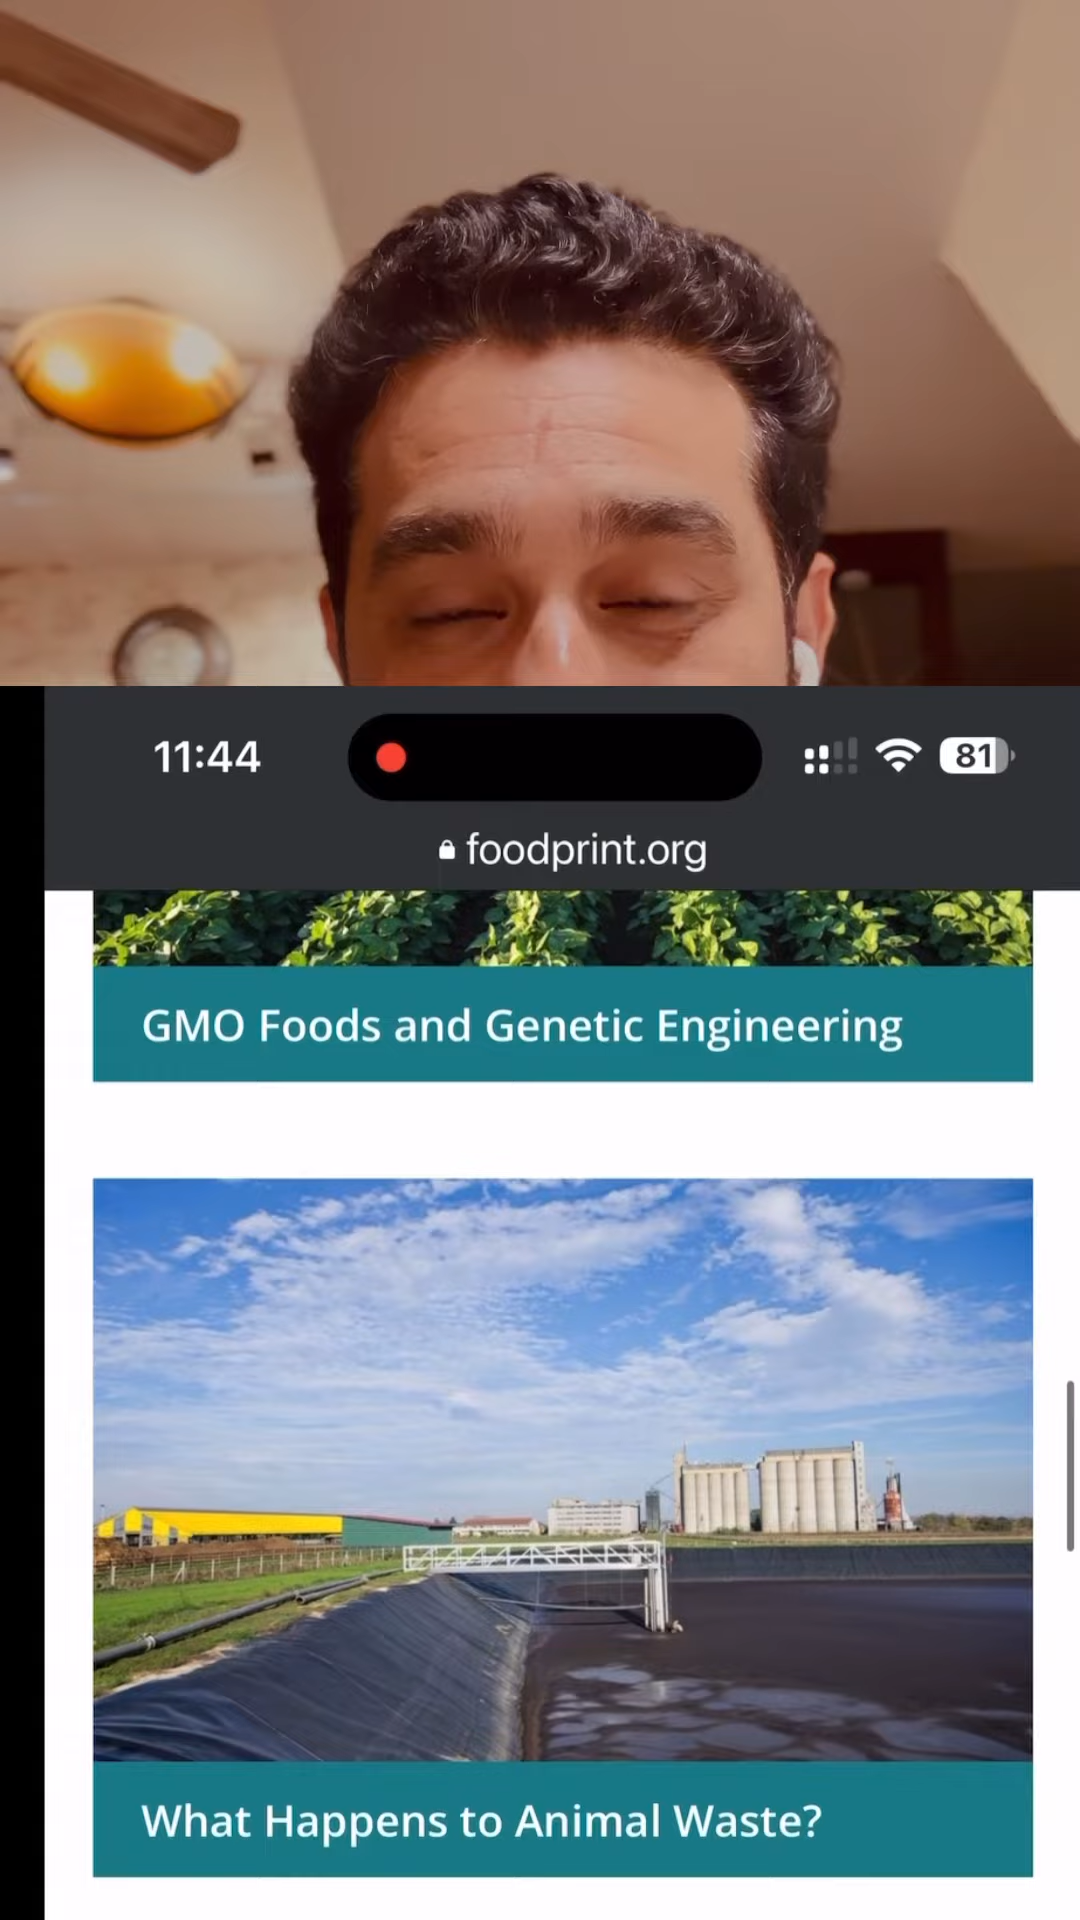 11:44
81
foodprint.org
GMO Foods and Genetic Engineering
What Happens to Animal Waste?